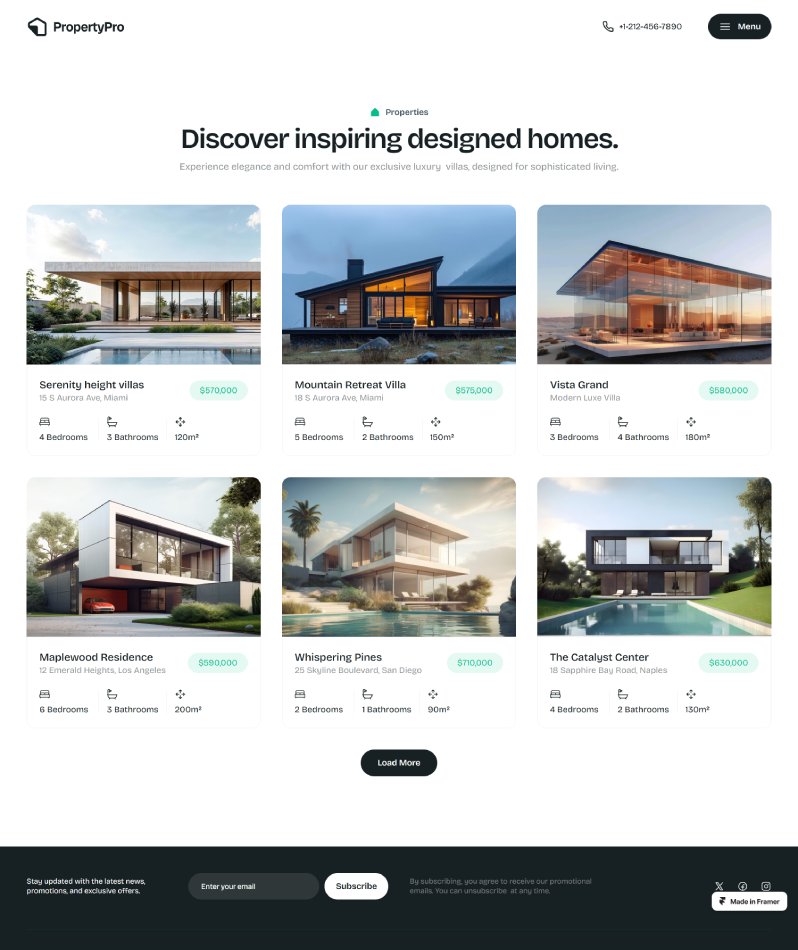 PropertyPro
+1-212-456-7890
Menu
Properties
Discover inspiring designed homes.
Experience elegance and comfort with our exclusive luxury villas, designed for sophisticated living.
Serenity height villas
15 S Aurora Ave, Miami
$570,000
4 Bedrooms
3 Bathrooms
120m²
Mountain Retreat Villa
18 S Aurora Ave, Miami
$575,000
5 Bedrooms
2 Bathrooms
150m²
Vista Grand
Modern Luxe Villa
$580,000
3 Bedrooms
4 Bathrooms
180m²
Maplewood Residence
12 Emerald Heights, Los Angeles
$590,000
6 Bedrooms
3 Bathrooms
200m²
Whispering Pines
25 Skyline Boulevard, San Diego
$710,000
2 Bedrooms
1 Bathrooms
90m²
The Catalyst Center
18 Sapphire Bay Road, Naples
$630,000
4 Bedrooms
2 Bathrooms
130m²
Load More
Stay updated with the latest news,
promotions, and exclusive offers.
Enter your email
Subscribe
By subscribing, you agree to receive our promotional
emails. You can unsubscribe at any time.
Made in Framer